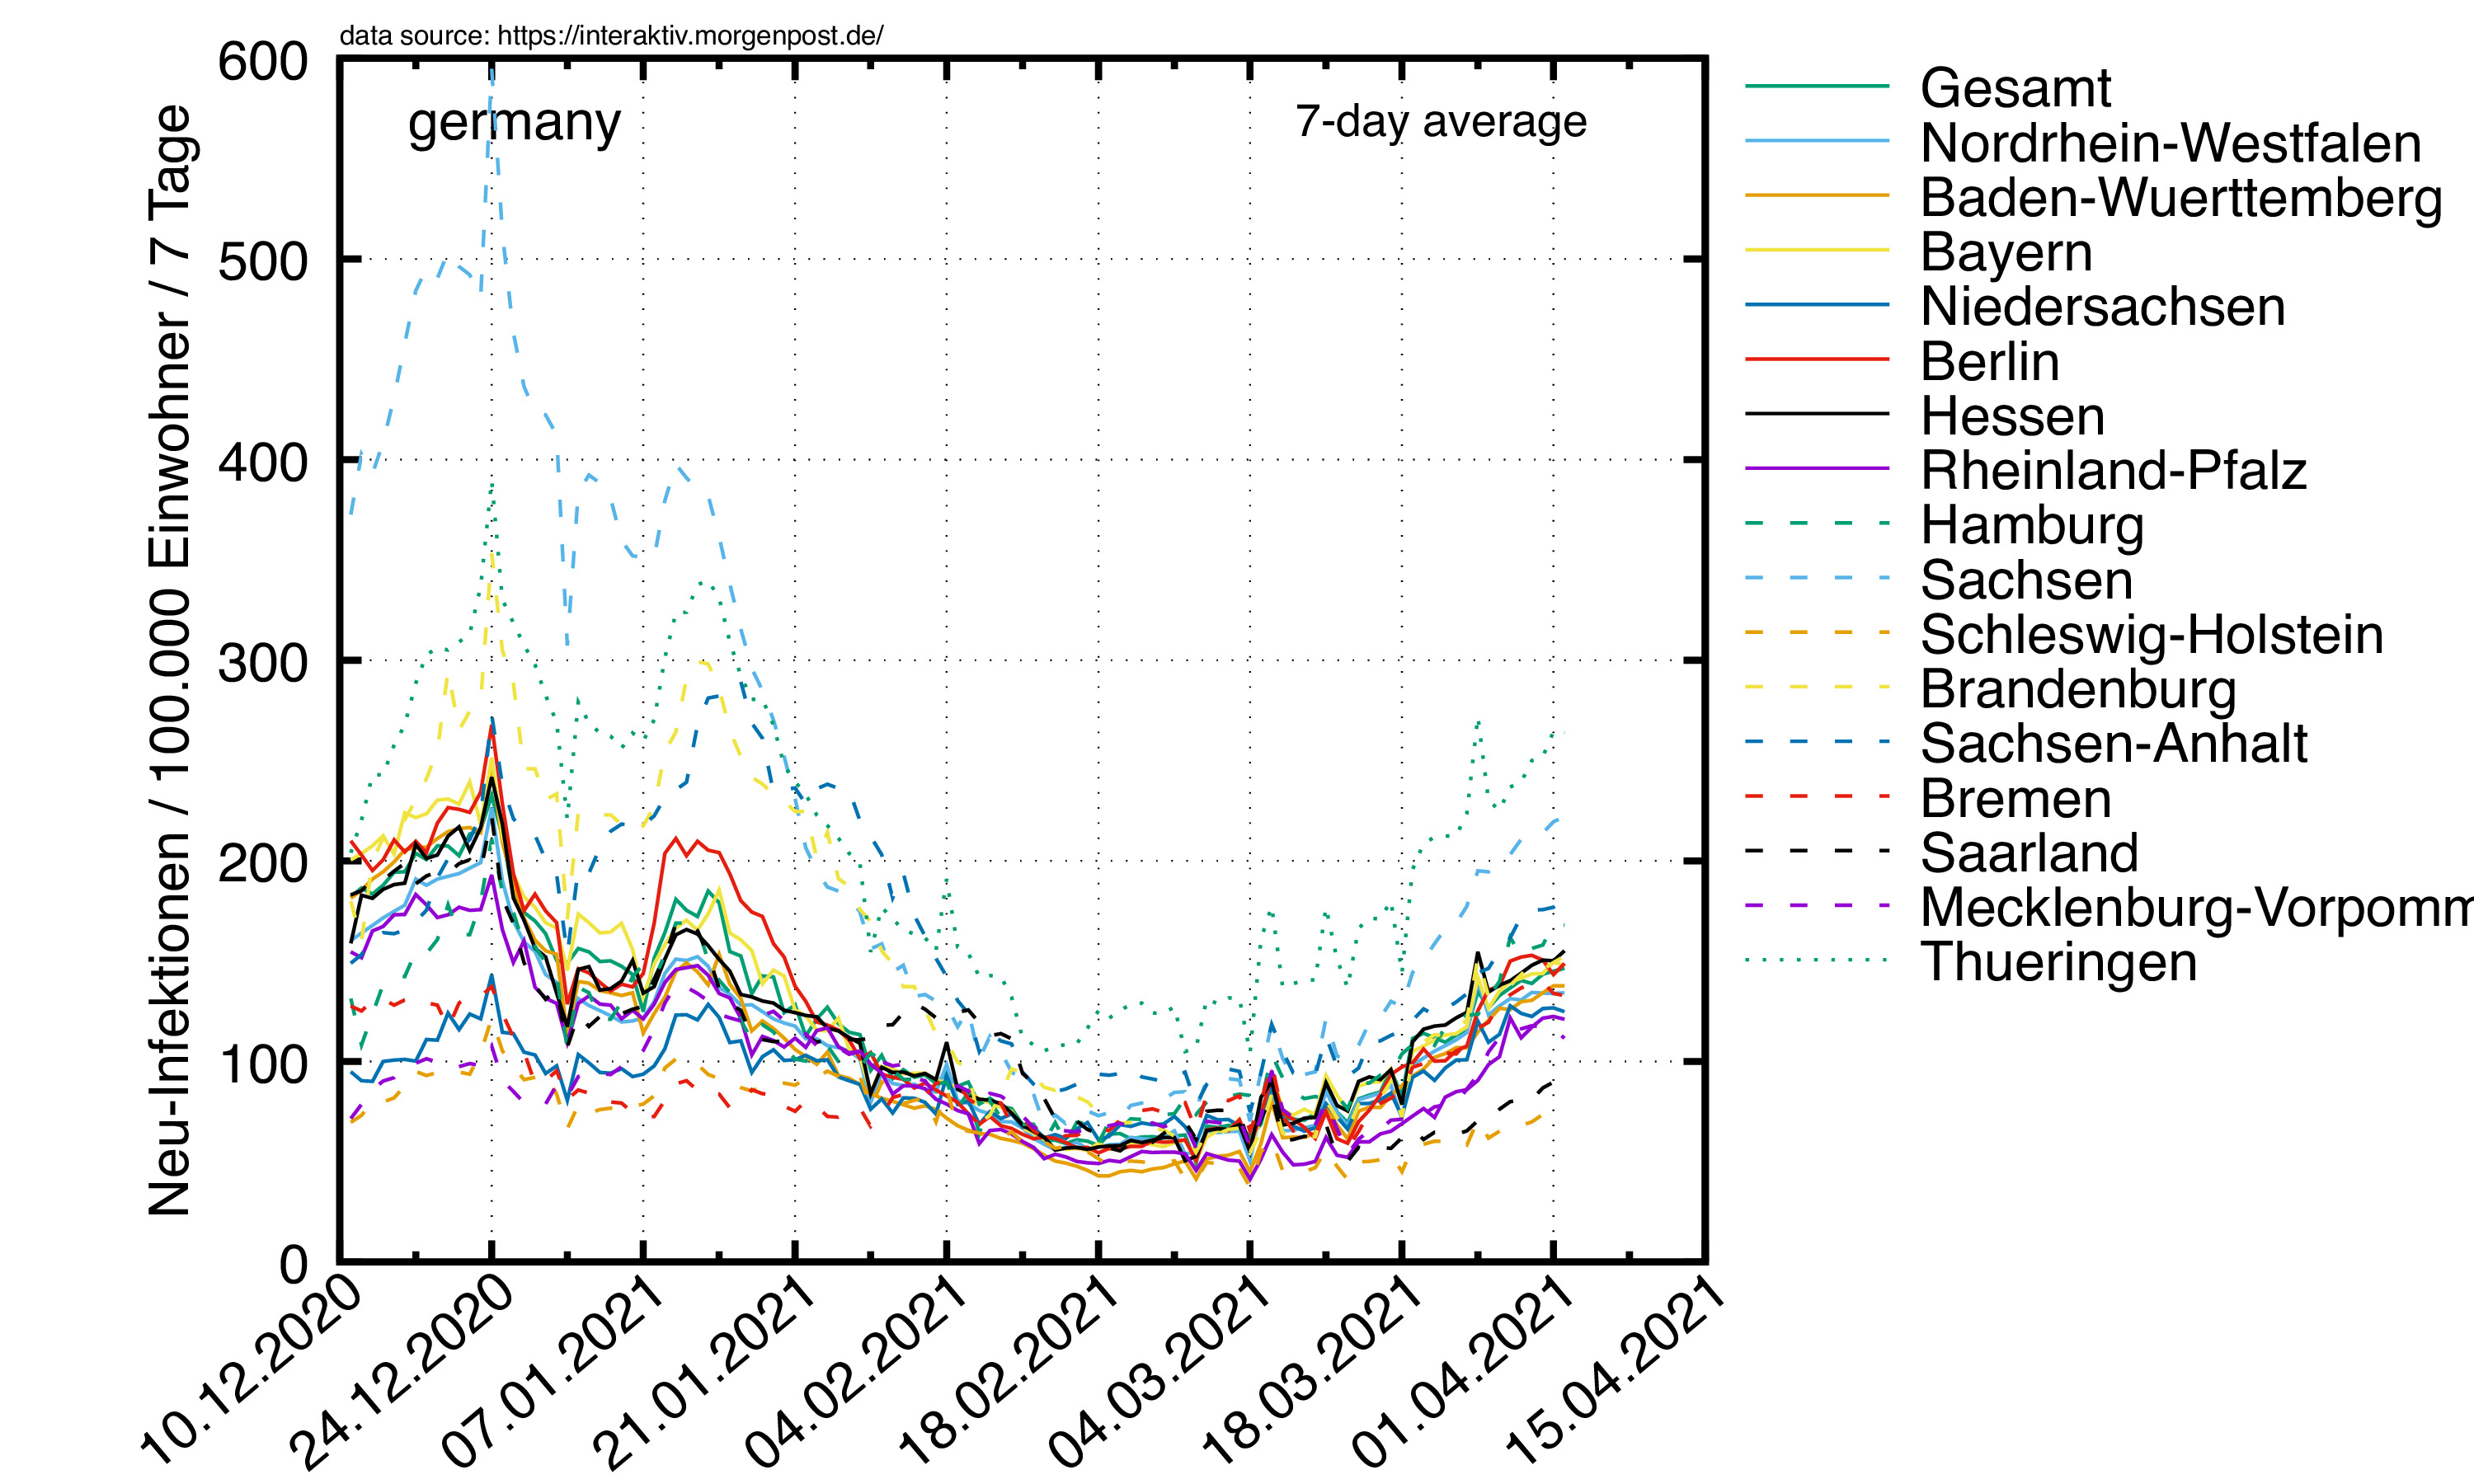 data source: https://interaktiv.morgenpost.de/
germany
7-day average
Neu-Infektionen / 100.000 Einwohner / 7 Tage
600
500
400
300
200
100
0
10.12.2020
24.12.2020
07.01.2021
21.01.2021
04.02.2021
18.02.2021
04.03.2021
18.03.2021
01.04.2021
15.04.2021
Gesamt
Nordrhein-Westfalen
Baden-Wuerttemberg
Bayern
Niedersachsen
Berlin
Hessen
Rheinland-Pfalz
Hamburg
Sachsen
Schleswig-Holstein
Brandenburg
Sachsen-Anhalt
Bremen
Saarland
Mecklenburg-Vorpomm
Thueringen